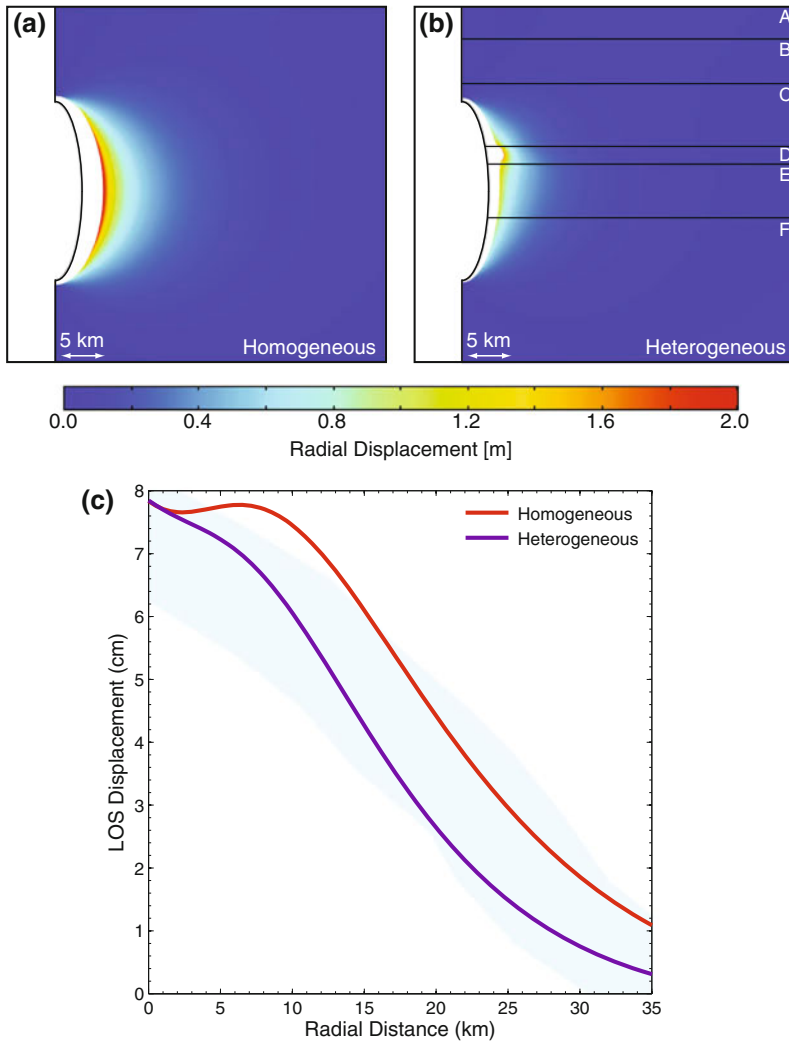 (a)
5 km
Homogeneous
(b)
A
B
C
D
E
F
5 km
Heterogeneous
0.0 0.4 0.8 1.2 1.6 2.0
Radial Displacement [m]
(c)
Homogeneous
Heterogeneous
8
7
6
5
4
3
2
1
0
LOS Displacement (cm)
0 5 10 15 20 25 30 35
Radial Distance (km)